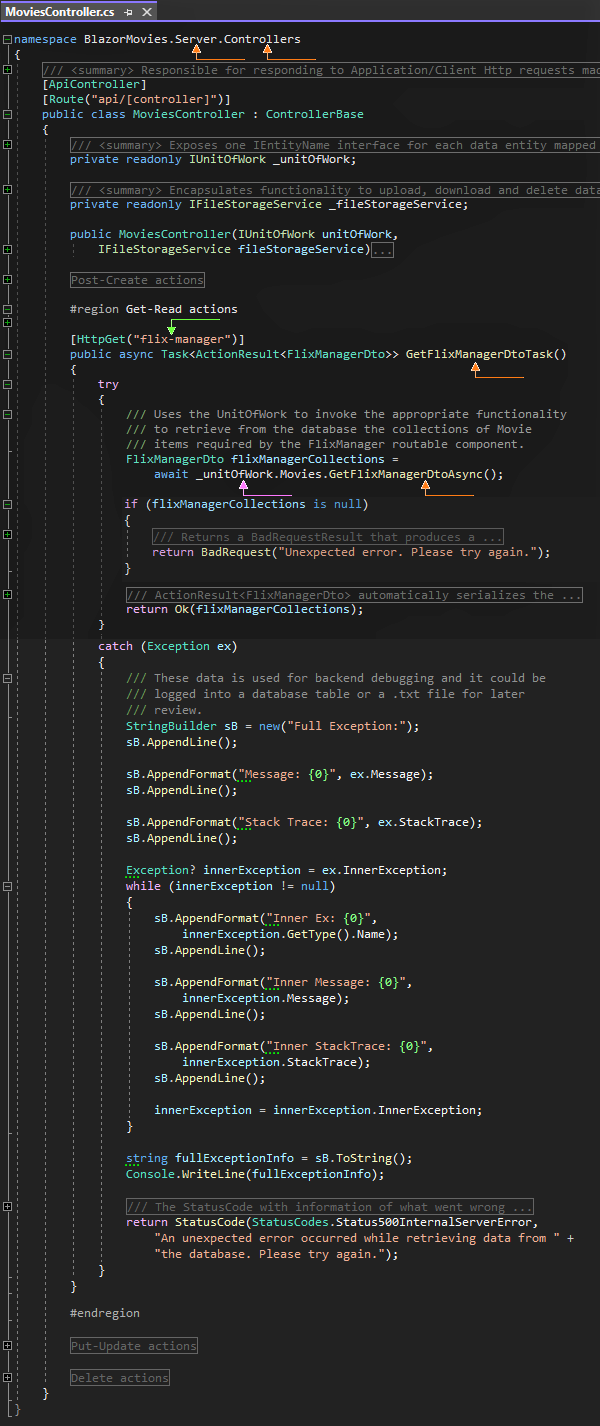 MoviesController.cs
namespace BlazorMovies.Server.Controllers
{
/// <summary> Responsible for responding to Application/Client Http requests
[ApiController]
[Route("api/[controller]")]
public class MoviesController : ControllerBase
{
/// <summary> Exposes one IEntityName interface for each data entity mapped
private readonly IUnitOfWork _unitOfWork;
/// <summary> Encapsulates functionality to upload, download and delete data
private readonly IFileStorageService _fileStorageService;
public MoviesController(IUnitOfWork unitOfWork,
IFileStorageService fileStorageService)...
Post-Create actions
#region Get-Read actions
[HttpGet("flix-manager")]
public async Task<ActionResult<FlixManagerDto>> GetFlixManagerDtoTask()
{
try
{
/// Uses the UnitOfWork to invoke the appropriate functionality
/// to retrieve from the database the collections of Movie
/// items required by the FlixManager routable component.
FlixManagerDto flixManagerCollections =
await _unitOfWork.Movies.GetFlixManagerDtoAsync();
if (flixManagerCollections is null)
{
/// Returns a BadRequestResult that produces a ...
return BadRequest("Unexpected error. Please try again.");
}
/// ActionResult<FlixManagerDto> automatically serializes the ...
return Ok(flixManagerCollections);
}
catch (Exception ex)
{
/// These data is used for backend debugging and it could be
/// logged into a database table or a .txt file for later
/// review.
StringBuilder sB = new("Full Exception:");
sB.AppendLine();
sB.AppendFormat("Message: {0}", ex.Message);
sB.AppendLine();
sB.AppendFormat("Stack Trace: {0}", ex.StackTrace);
sB.AppendLine();
Exception? innerException = ex.InnerException;
while (innerException != null)
{
sB.AppendFormat("Inner Ex: {0}",
innerException.GetType().Name);
sB.AppendLine();
sB.AppendFormat("Inner Message: {0}",
innerException.Message);
sB.AppendLine();
sB.AppendFormat("Inner StackTrace: {0}",
innerException.StackTrace);
sB.AppendLine();
innerException = innerException.InnerException;
}
string fullExceptionInfo = sB.ToString();
Console.WriteLine(fullExceptionInfo);
/// The StatusCode with information of what went wrong ...
return StatusCode(StatusCodes.Status500InternalServerError,
"An unexpected error occurred while retrieving data from " +
"the database. Please try again.");
}
}
#endregion
Put-Update actions
Delete actions
}
}